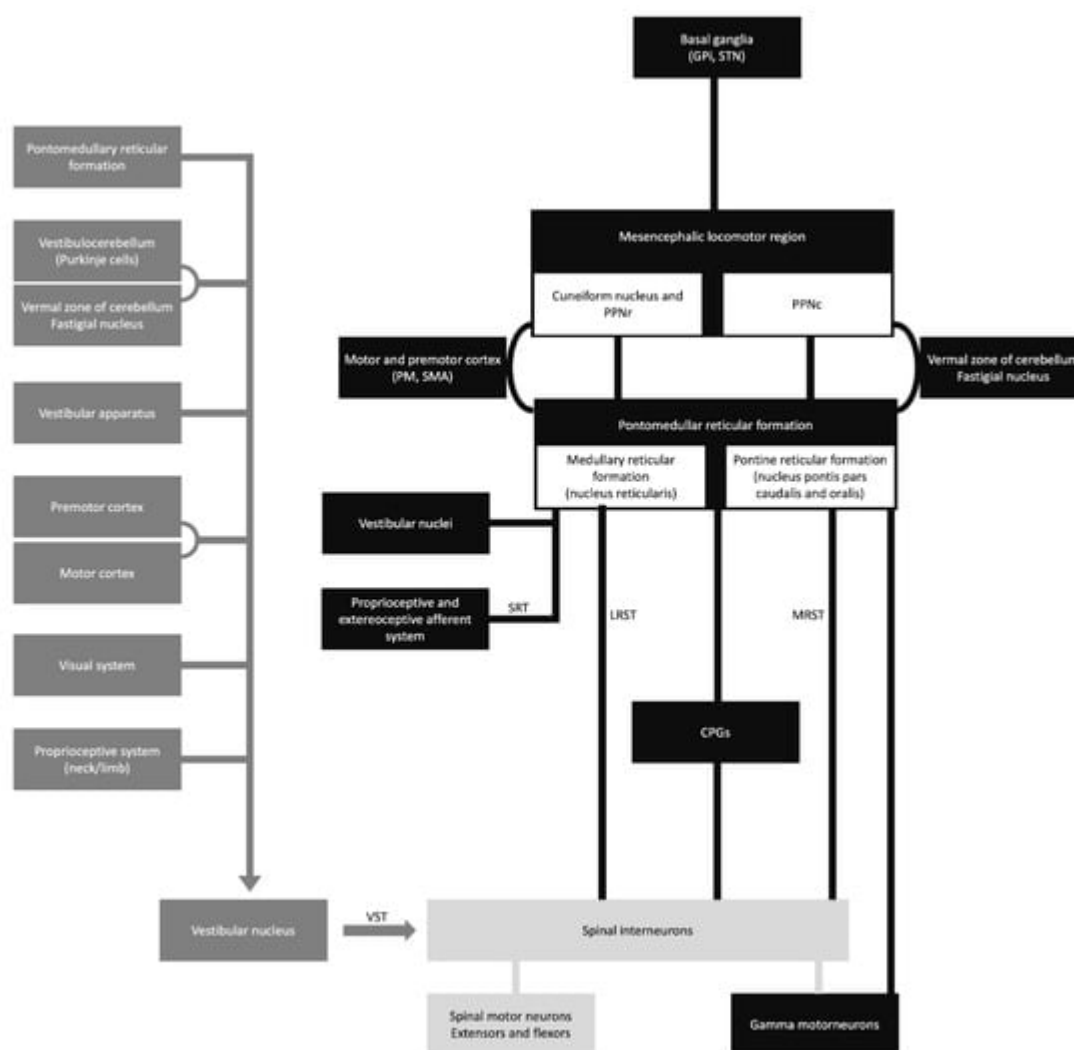 Basal ganglia
(GPi, STN)
Pontomedullary reticular
formation
Vestibulocerebellum
(Purkinje cells)
Vermal zone of cerebellum
Fastigial nucleus
Vestibular apparatus
Premotor cortex
Motor cortex
Visual system
Proprioceptive system
(neck/limb)
Vestibular nucleus
VST
Mesencephalic locomotor region
Cuneiform nucleus and
PPNr
PPNc
Motor and premotor cortex
(PM, SMA)
Vermal zone of cerebellum
Fastigial nucleus
Pontomedullar reticular formation
Medullary reticular
formation
(nucleus reticularis)
Pontine reticular formation
(nucleus pontis pars
caudalis and oralis)
Vestibular nuclei
Proprioceptive and
extereoceptive afferent
system
SRT
LRST
MRST
CPGs
Spinal interneurons
Spinal motor neurons
Extensors and flexors
Gamma motorneurons